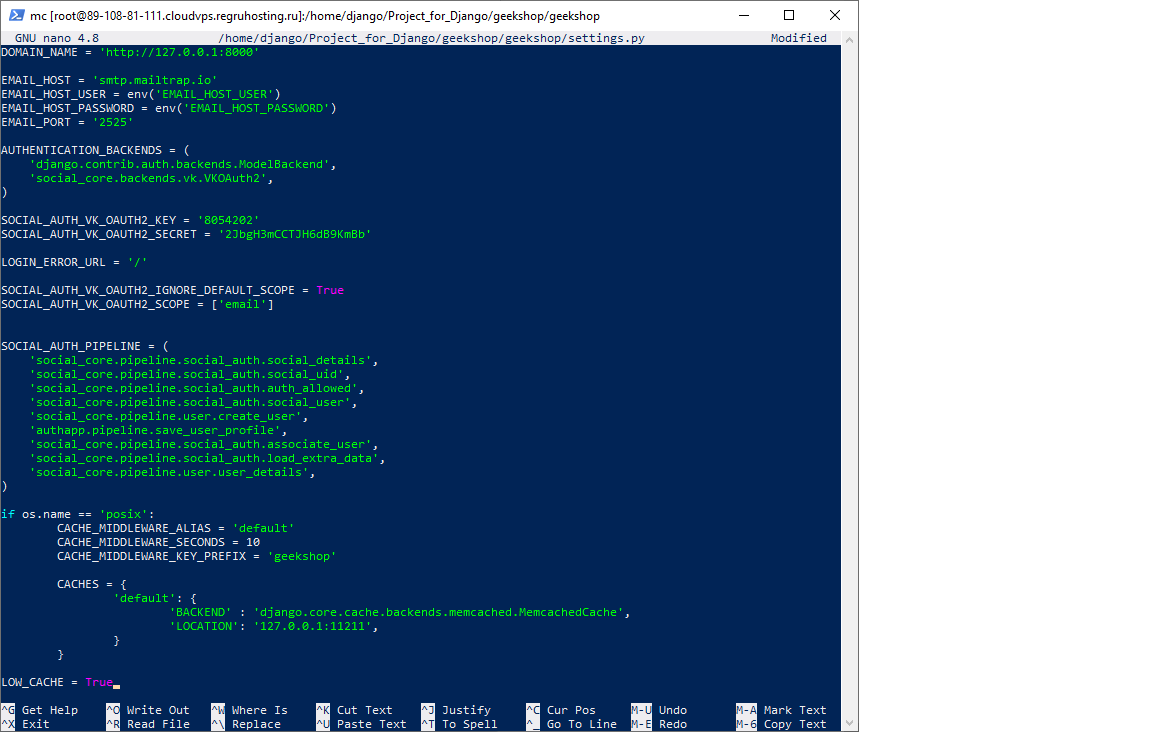 mc [root@89-108-81-111.cloudvps.regruhosting.ru]:/home/django/Project_for_Django/geekshop/geekshop
GNU nano 4.8 /home/django/Project_for_Django/geekshop/geekshop/settings.py Modified
DOMAIN_NAME = 'http://127.0.0.1:8000'
EMAIL_HOST = 'smtp.mailtrap.io'
EMAIL_HOST_USER = env('EMAIL_HOST_USER')
EMAIL_HOST_PASSWORD = env('EMAIL_HOST_PASSWORD')
EMAIL_PORT = '2525'
AUTHENTICATION_BACKENDS = (
'django.contrib.auth.backends.ModelBackend',
'social_core.backends.vk.VKOAuth2',
)
SOCIAL_AUTH_VK_OAUTH2_KEY = '8054202'
SOCIAL_AUTH_VK_OAUTH2_SECRET = '2JbgH3mCCTJH6dB9KmBb'
LOGIN_ERROR_URL = '/'
SOCIAL_AUTH_VK_OAUTH2_IGNORE_DEFAULT_SCOPE = True
SOCIAL_AUTH_VK_OAUTH2_SCOPE = ['email']
SOCIAL_AUTH_PIPELINE = (
'social_core.pipeline.social_auth.social_details',
'social_core.pipeline.social_auth.social_uid',
'social_core.pipeline.social_auth.auth_allowed',
'social_core.pipeline.social_auth.social_user',
'social_core.pipeline.user.create_user',
'authapp.pipeline.save_user_profile',
'social_core.pipeline.social_auth.associate_user',
'social_core.pipeline.social_auth.load_extra_data',
'social_core.pipeline.user.user_details',
)
if os.name == 'posix':
CACHE_MIDDLEWARE_ALIAS = 'default'
CACHE_MIDDLEWARE_SECONDS = 10
CACHE_MIDDLEWARE_KEY_PREFIX = 'geekshop'
CACHES = {
'default': {
'BACKEND' : 'django.core.cache.backends.memcached.MemcachedCache',
'LOCATION': '127.0.0.1:11211',
}
}
LOW_CACHE = True
^G Get Help ^O Write Out ^W Where Is ^K Cut Text ^J Justify ^C Cur Pos M-U Undo M-A Mark Text
^X Exit ^R Read File ^\ Replace ^U Paste Text ^T To Spell ^_ Go To Line M-E Redo M-6 Copy Text